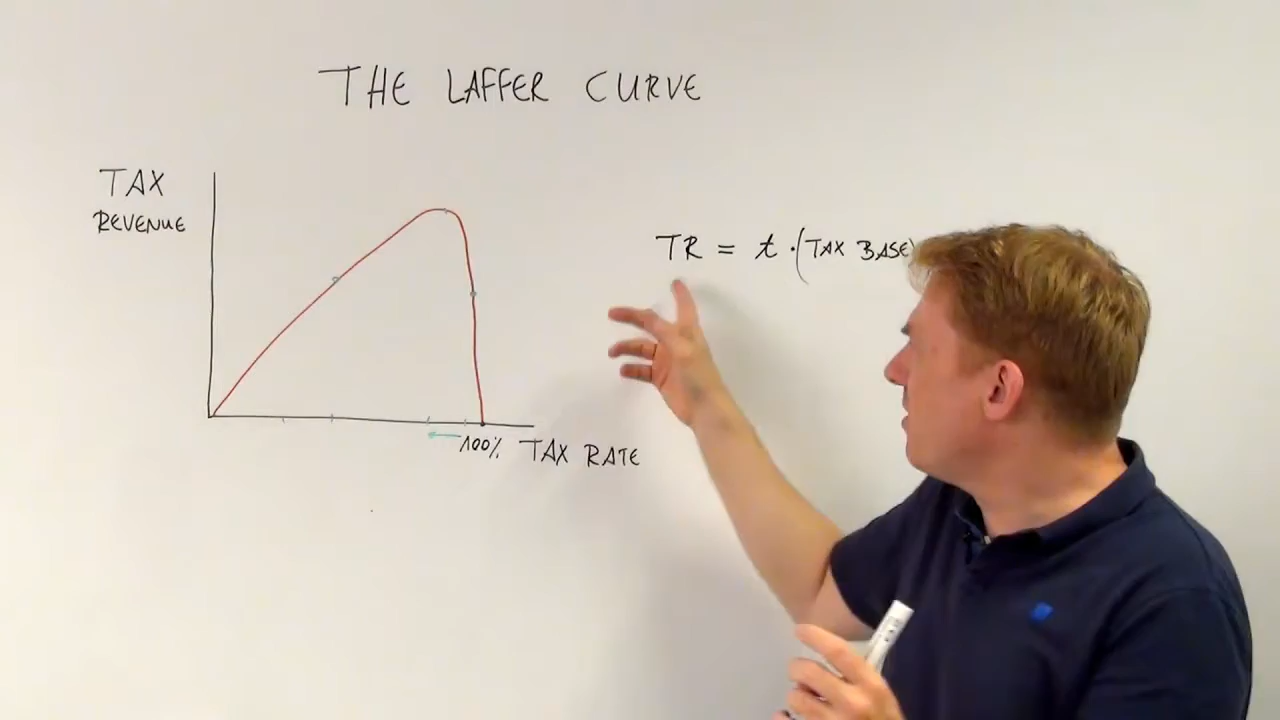 THE LAFFER CURVE
TAX
REVENUE
TR = t · (TAX BASE)
100% TAX RATE